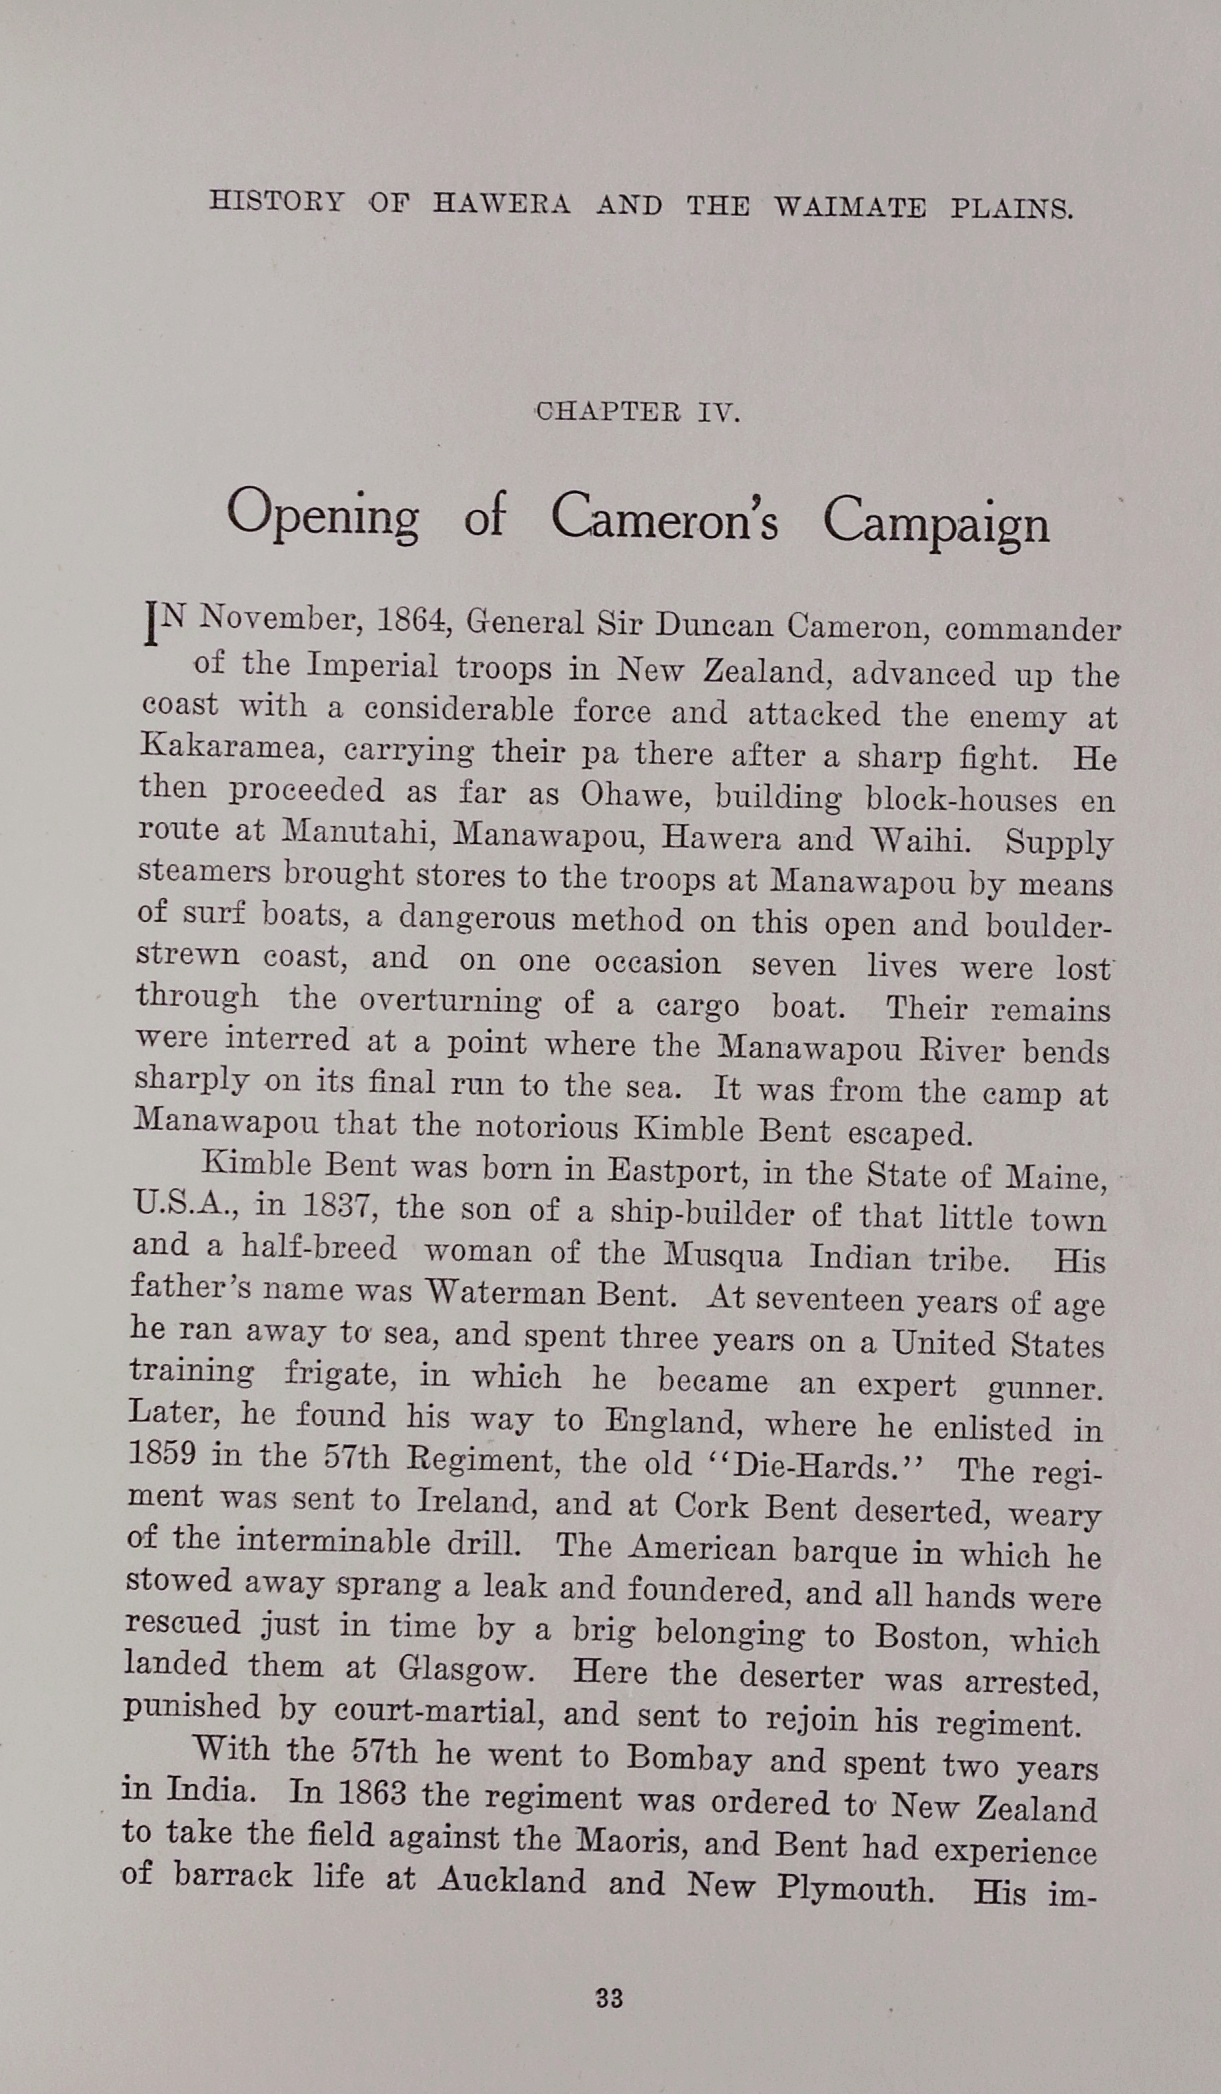 HISTORY OF HAWERA AND THE WAIMATE PLAINS.
CHAPTER IV.
Opening of Cameron's Campaign
IN November, 1864, General Sir Duncan Cameron, commander
of the Imperial troops in New Zealand, advanced up the
coast with a considerable force and attacked the enemy at
Kakaramea, carrying their pa there after a sharp fight. He
then proceeded as far as Ohawe, building block-houses en
route at Manutahi, Manawapou, Hawera and Waihi. Supply
steamers brought stores to the troops at Manawapou by means
of surf boats, a dangerous method on this open and boulder-
strewn coast, and on one occasion seven lives were lost
through the overturning of a cargo boat. Their remains
were interred at a point where the Manawapou River bends
sharply on its final run to the sea. It was from the camp at
Manawapou that the notorious Kimble Bent escaped.
Kimble Bent was born in Eastport, in the State of Maine,
U.S.A., in 1837, the son of a ship-builder of that little town
and a half-breed woman of the Musqua Indian tribe. His
father's name was Waterman Bent. At seventeen years of age
he ran away to sea, and spent three years on a United States
training frigate, in which he became an expert gunner.
Later, he found his way to England, where he enlisted in
1859 in the 57th Regiment, the old "Die-Hards." The regi-
ment was sent to Ireland, and at Cork Bent deserted, weary
of the interminable drill. The American barque in which he
stowed away sprang a leak and foundered, and all hands were
rescued just in time by a brig belonging to Boston, which
landed them at Glasgow. Here the deserter was arrested,
punished by court-martial, and sent to rejoin his regiment.
With the 57th he went to Bombay and spent two years
in India. In 1863 the regiment was ordered to New Zealand
to take the field against the Maoris, and Bent had experience
of barrack life at Auckland and New Plymouth. His im-
33